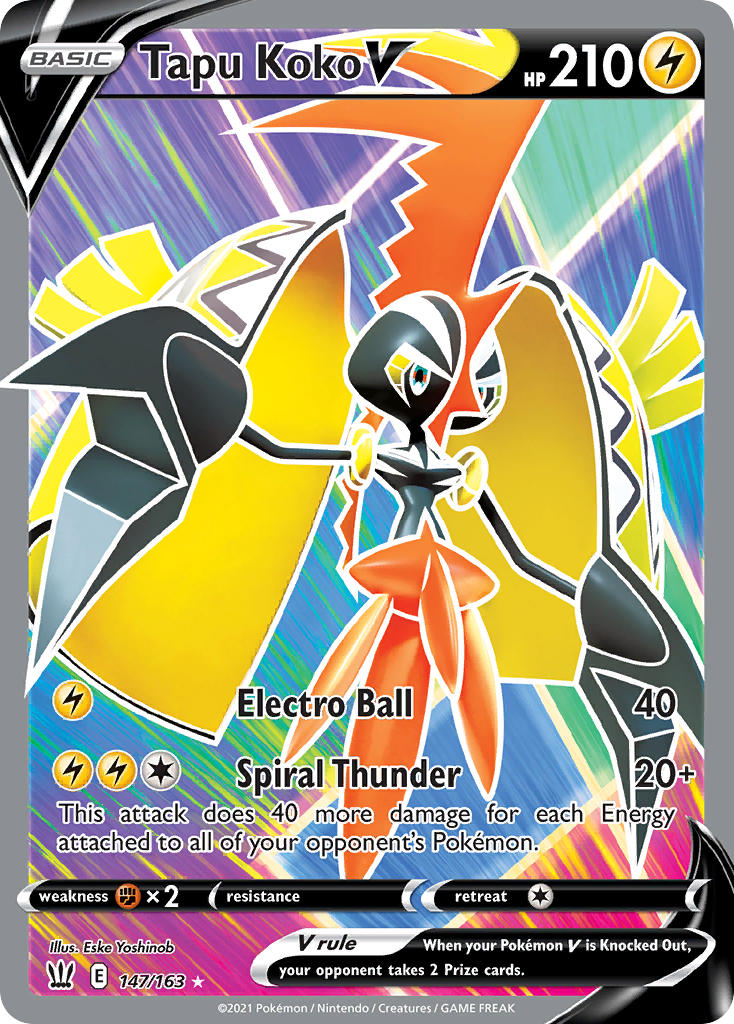 BASIC Tapu Koko V HP 210
Electro Ball 40
Spiral Thunder 20+
This attack does 40 more damage for each Energy
attached to all of your opponent's Pokémon.
weakness ×2 resistance retreat
Illus. Eske Yoshinob
V rule When your Pokémon V is Knocked Out,
your opponent takes 2 Prize cards.
E 147/163 ★
©2021 Pokémon / Nintendo / Creatures / GAME FREAK